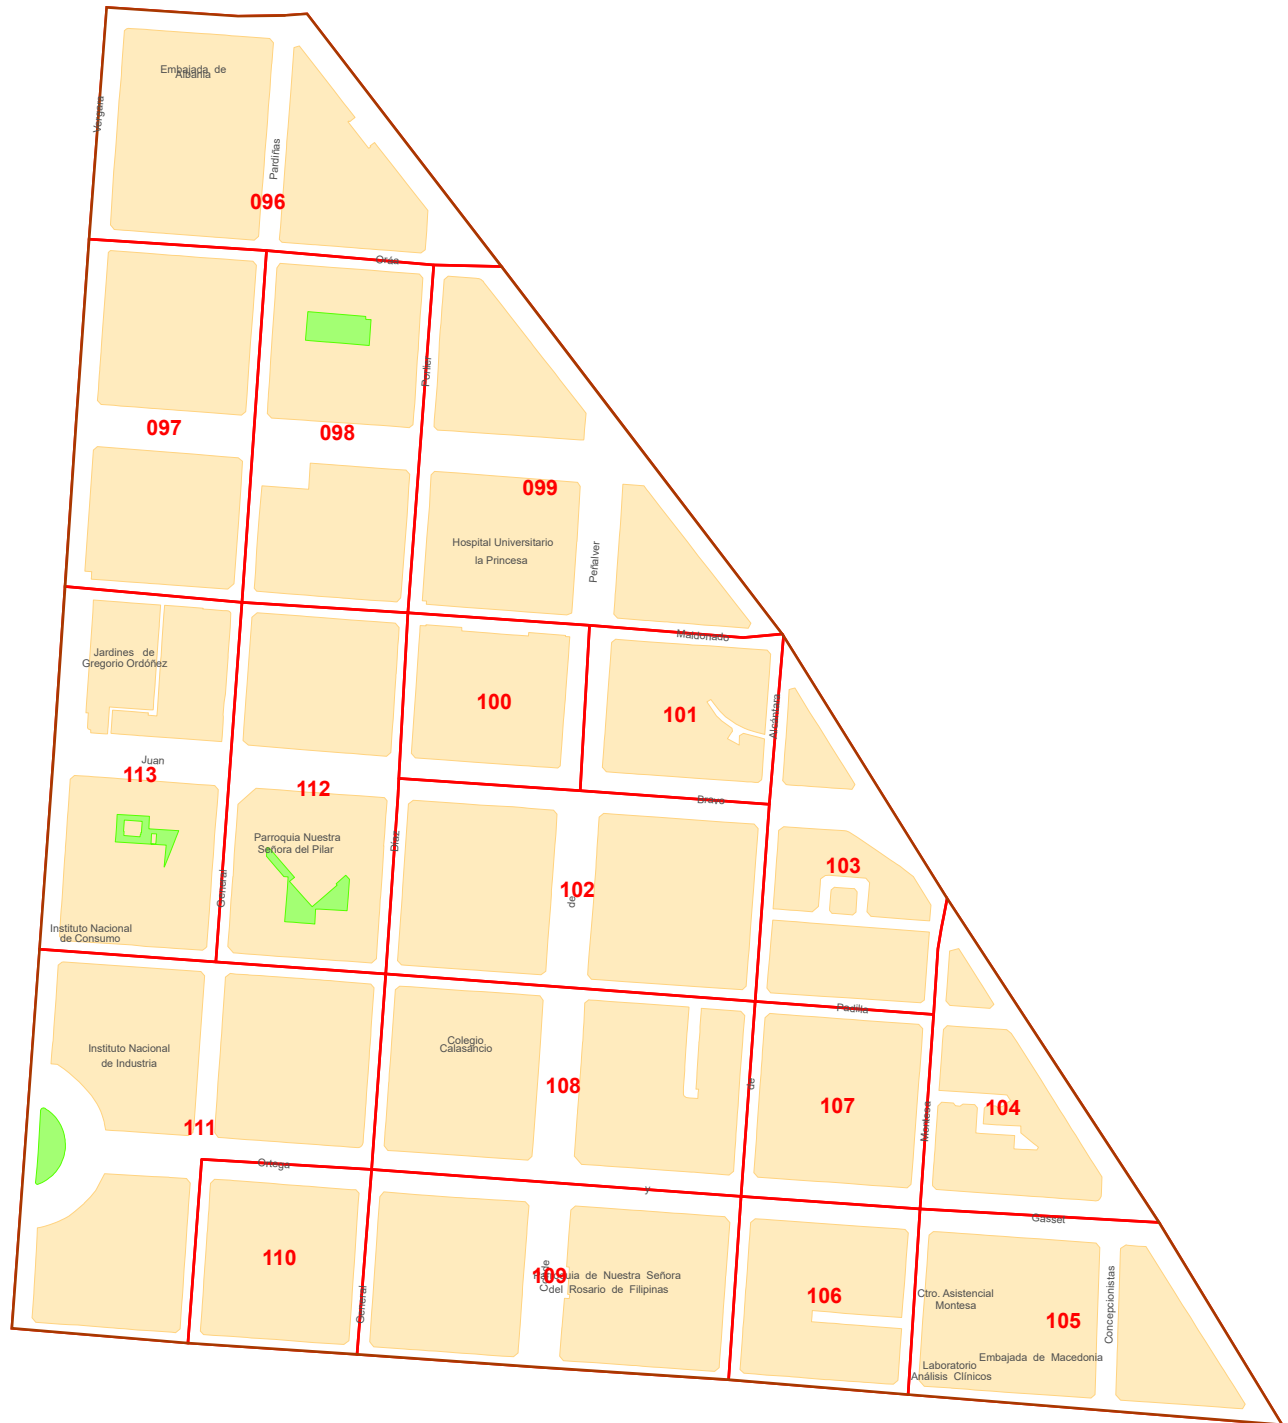 Embajada de
Albania
Vergara
Pardiñas
096
Orán
Porlier
097
098
099
Hospital Universitario
la Princesa
Peñalver
Maldonado
Jardines de
Gregorio Ordóñez
100
101
Alcántara
Juan
113
112
Bravo
Parroquia Nuestra
Señora del Pilar
Díaz
103
General
102
de
Instituto Nacional
de Consumo
Padilla
Instituto Nacional
de Industria
Colegio
Calasancio
108
de
107
104
Montesa
111
Ortega
y
Gasset
110
General
Conde
109
Parroquia de Nuestra Señora
del Rosario de Filipinas
106
Ctro. Asistencial
Montesa
105
Concepcionistas
Embajada de Macedonia
Laboratorio
Análisis Clínicos